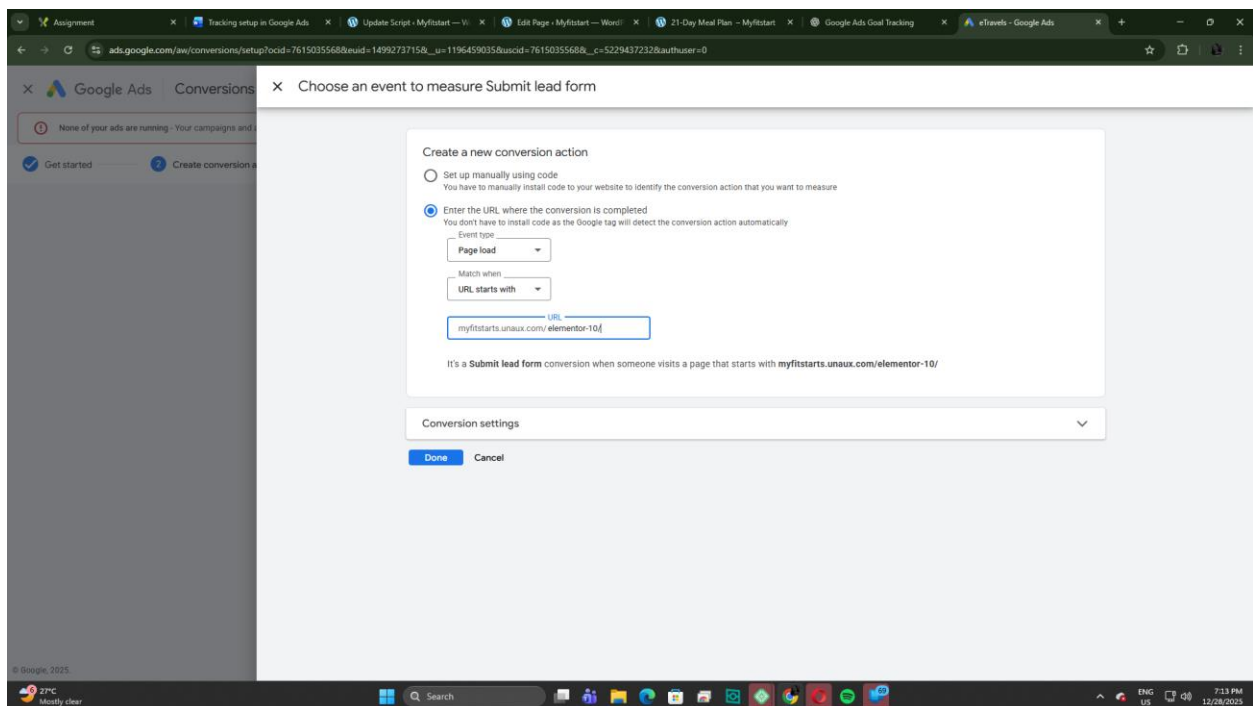 Assignment
Tracking setup in Google Ads
Update Script ‹ Myfitstart —
Edit Page ‹ Myfitstart — Word
21-Day Meal Plan – Myfitstart
Google Ads Goal Tracking
eTravels - Google Ads
ads.google.com/aw/conversions/setup?ocid=7615035568&euid=1499273715&__u=1196459035&uscid=7615035568&__c=5229437232&authuser=0
Google Ads Conversions
Choose an event to measure Submit lead form
None of your ads are running - Your campaigns and
Get started
2 Create conversion a
Create a new conversion action
Set up manually using code
You have to manually install code to your website to identify the conversion action that you want to measure
Enter the URL where the conversion is completed
You don't have to install code as the Google tag will detect the conversion action automatically
Event type
Page load
Match when
URL starts with
URL
myfitstarts.unaux.com/ elementor-10/
It's a Submit lead form conversion when someone visits a page that starts with myfitstarts.unaux.com/elementor-10/
Conversion settings
Done Cancel
© Google, 2025.
6
27°C
Mostly clear
Search
69
ENG
US
7:13 PM
12/28/2025